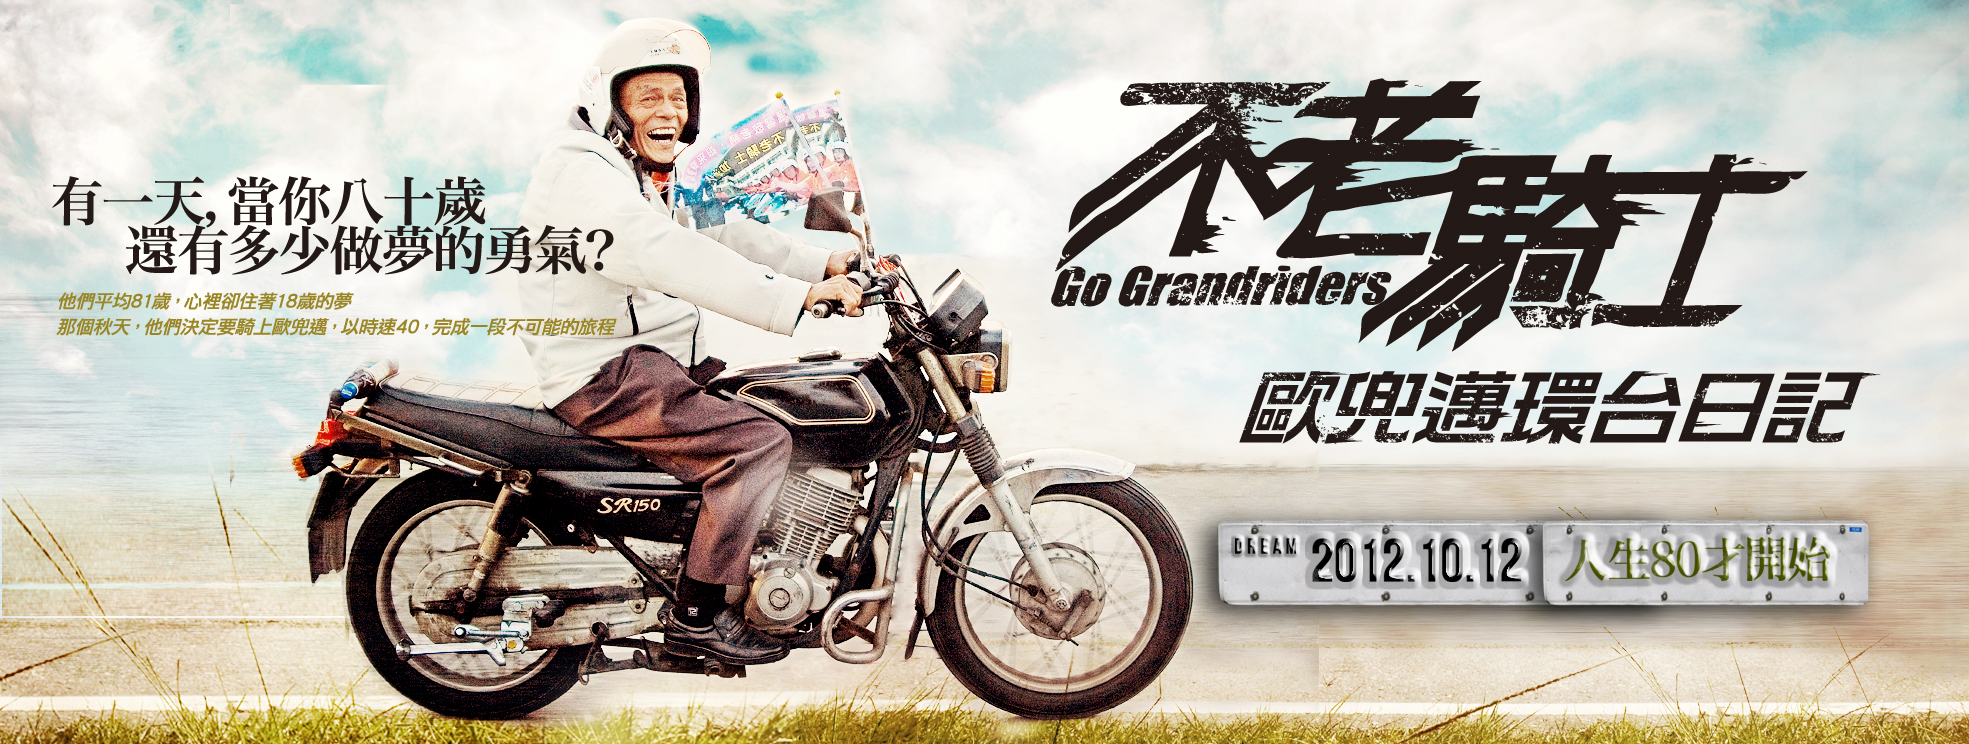 有一天,當你八十歲
還有多少做夢的勇氣?
他們平均81歲，心裡卻住著18歲的夢
那個秋天，他們決定要騎上歐兜邁，以時速40，完成一段不可能的旅程
不老騎士
Go Grandriders
歐兜邁環台日記
DREAM 2012.10.12
人生80才開始
SR150